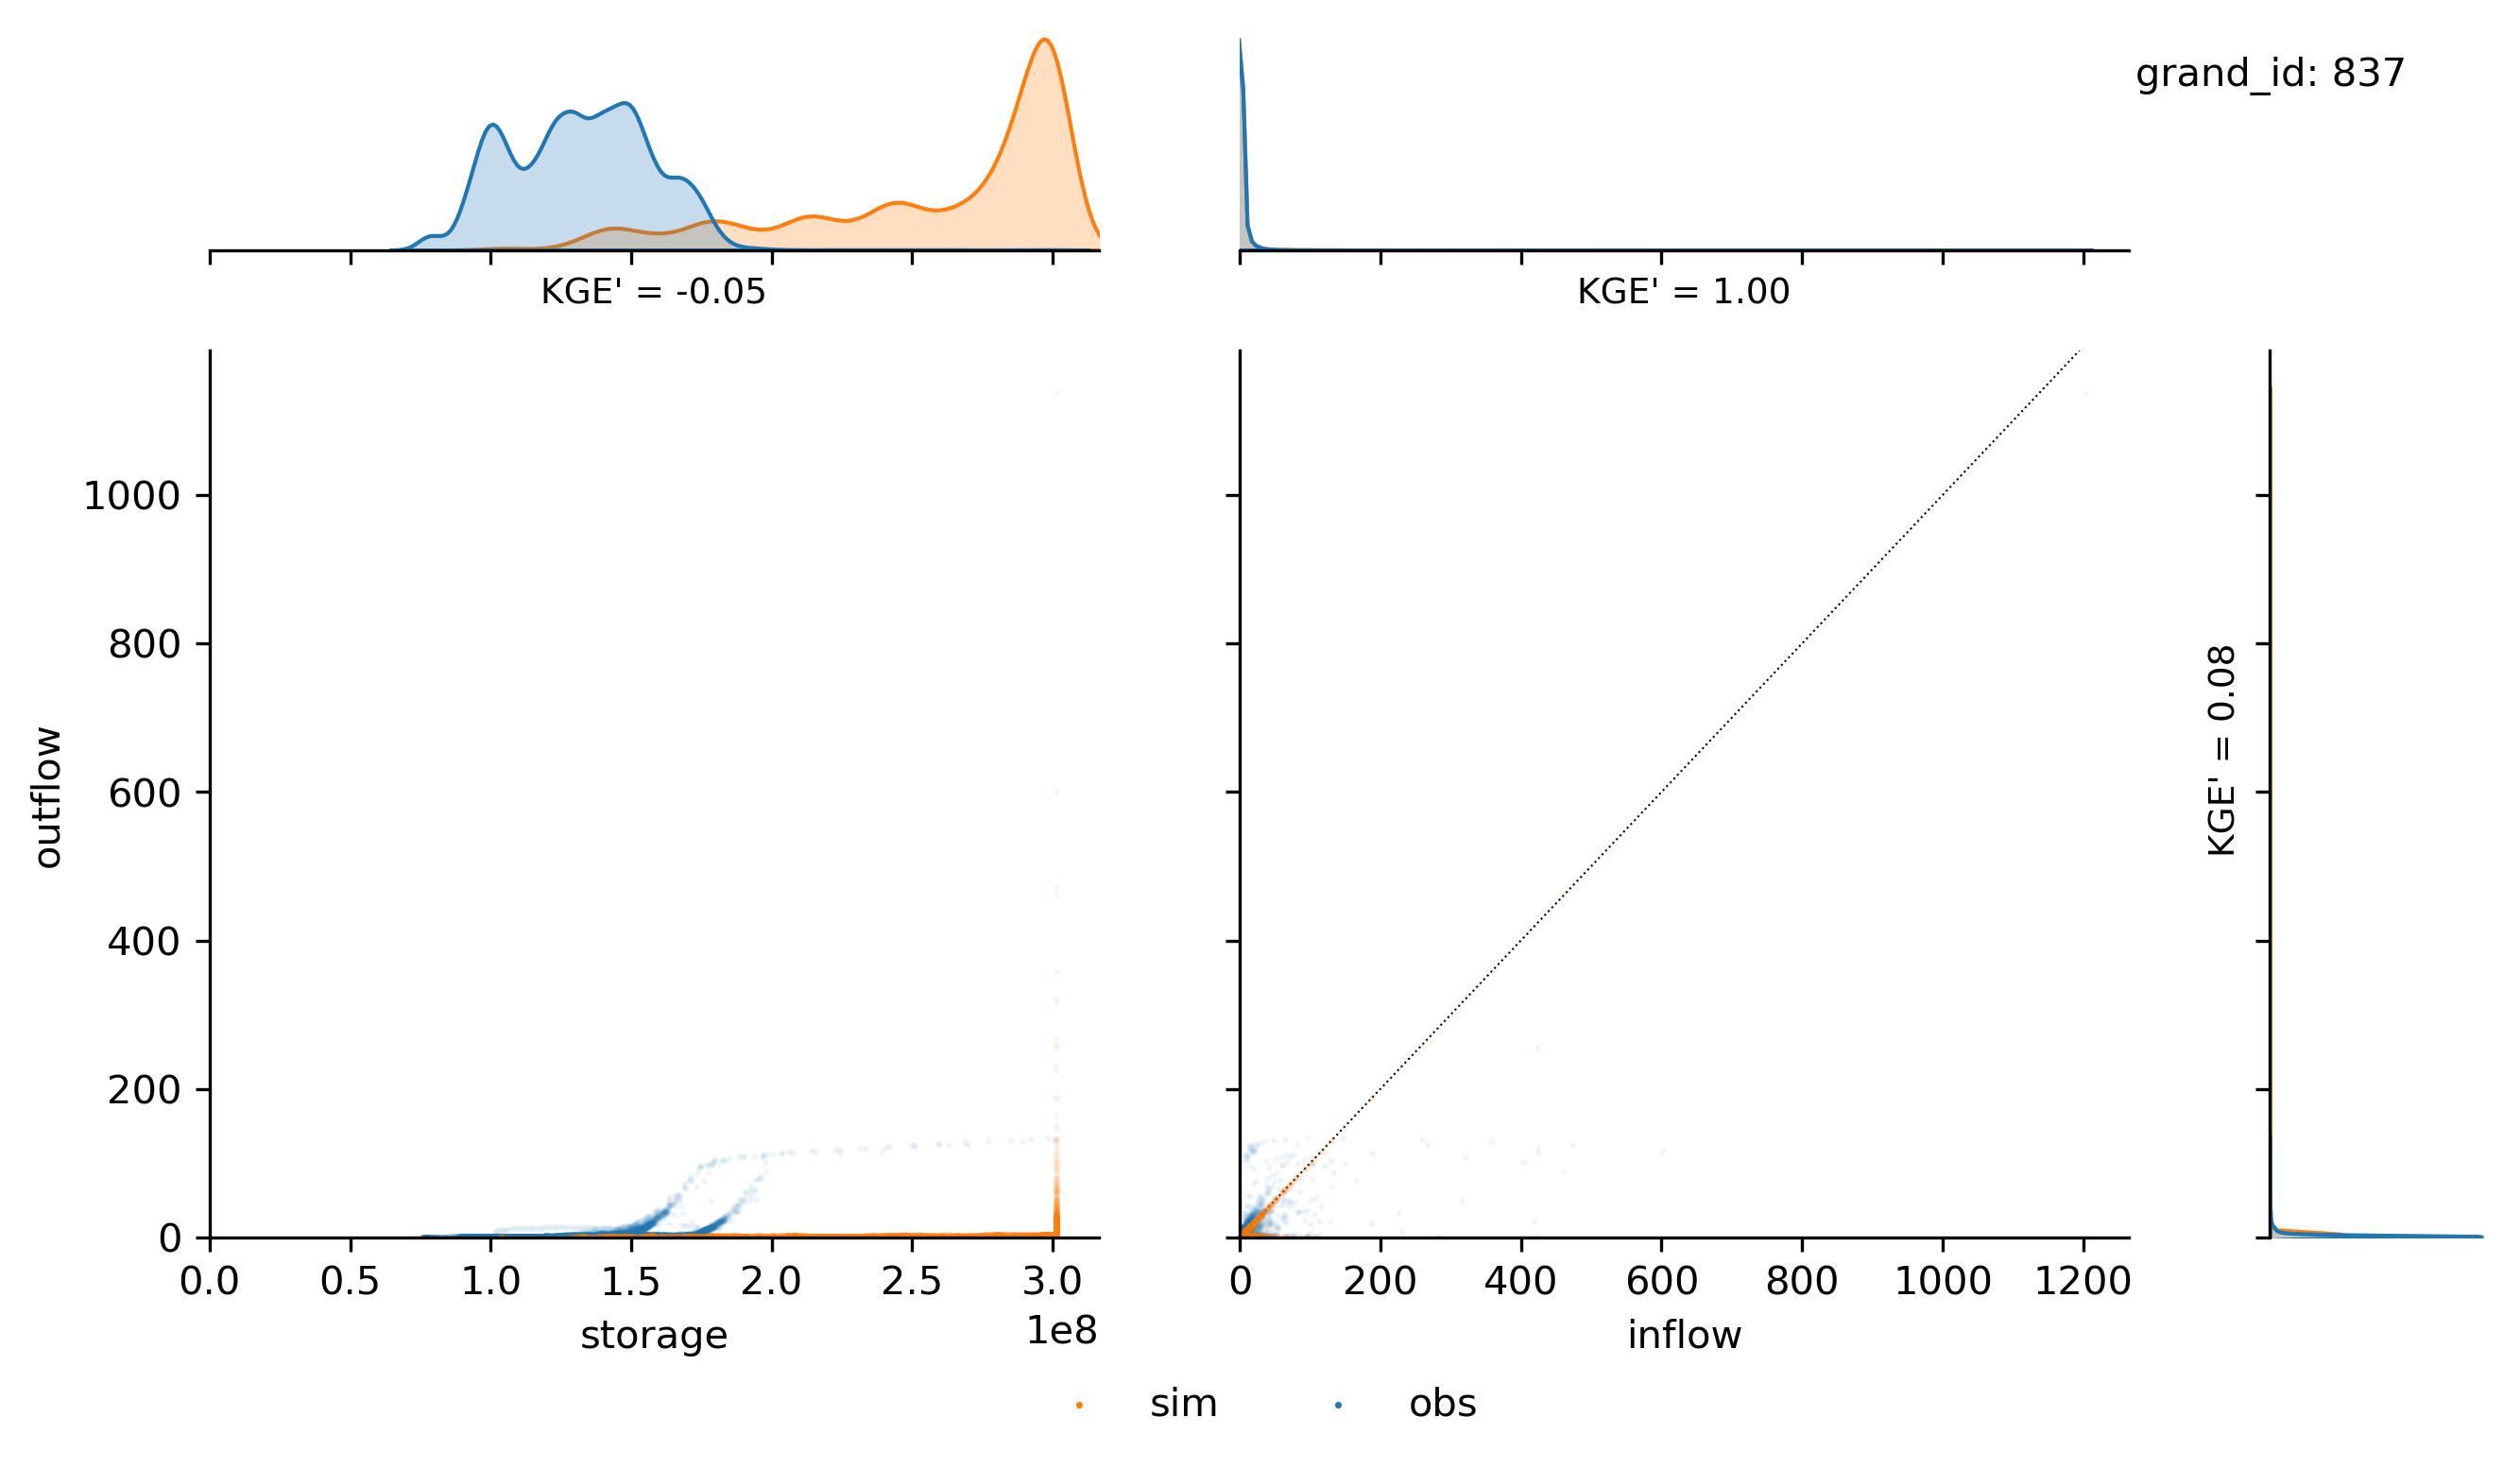 grand_id: 837
KGE' = -0.05
KGE' = 1.00
outflow
1000
800
600
400
200
0
KGE' = 0.08
0.0 0.5 1.0 1.5 2.0 2.5 3.0
1e8
storage
0 200 400 600 800 1000 1200
inflow
sim obs